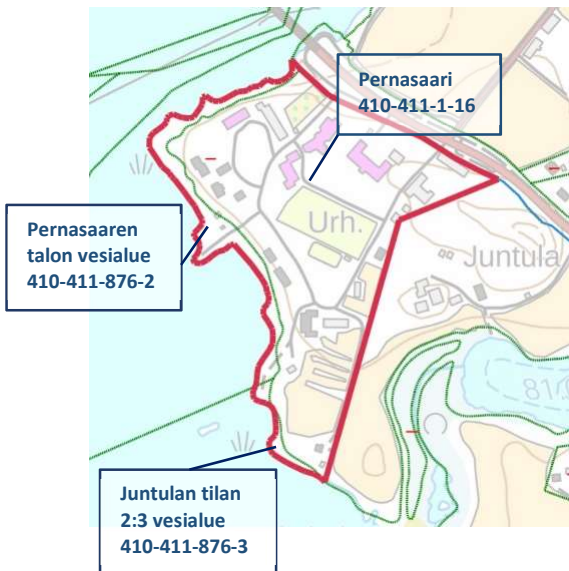 Pernasaari
410-411-1-16
Pernasaaren
talon vesialue
410-411-876-2
Urh.
Juntula
Juntulan tilan
2:3 vesialue
410-411-876-3